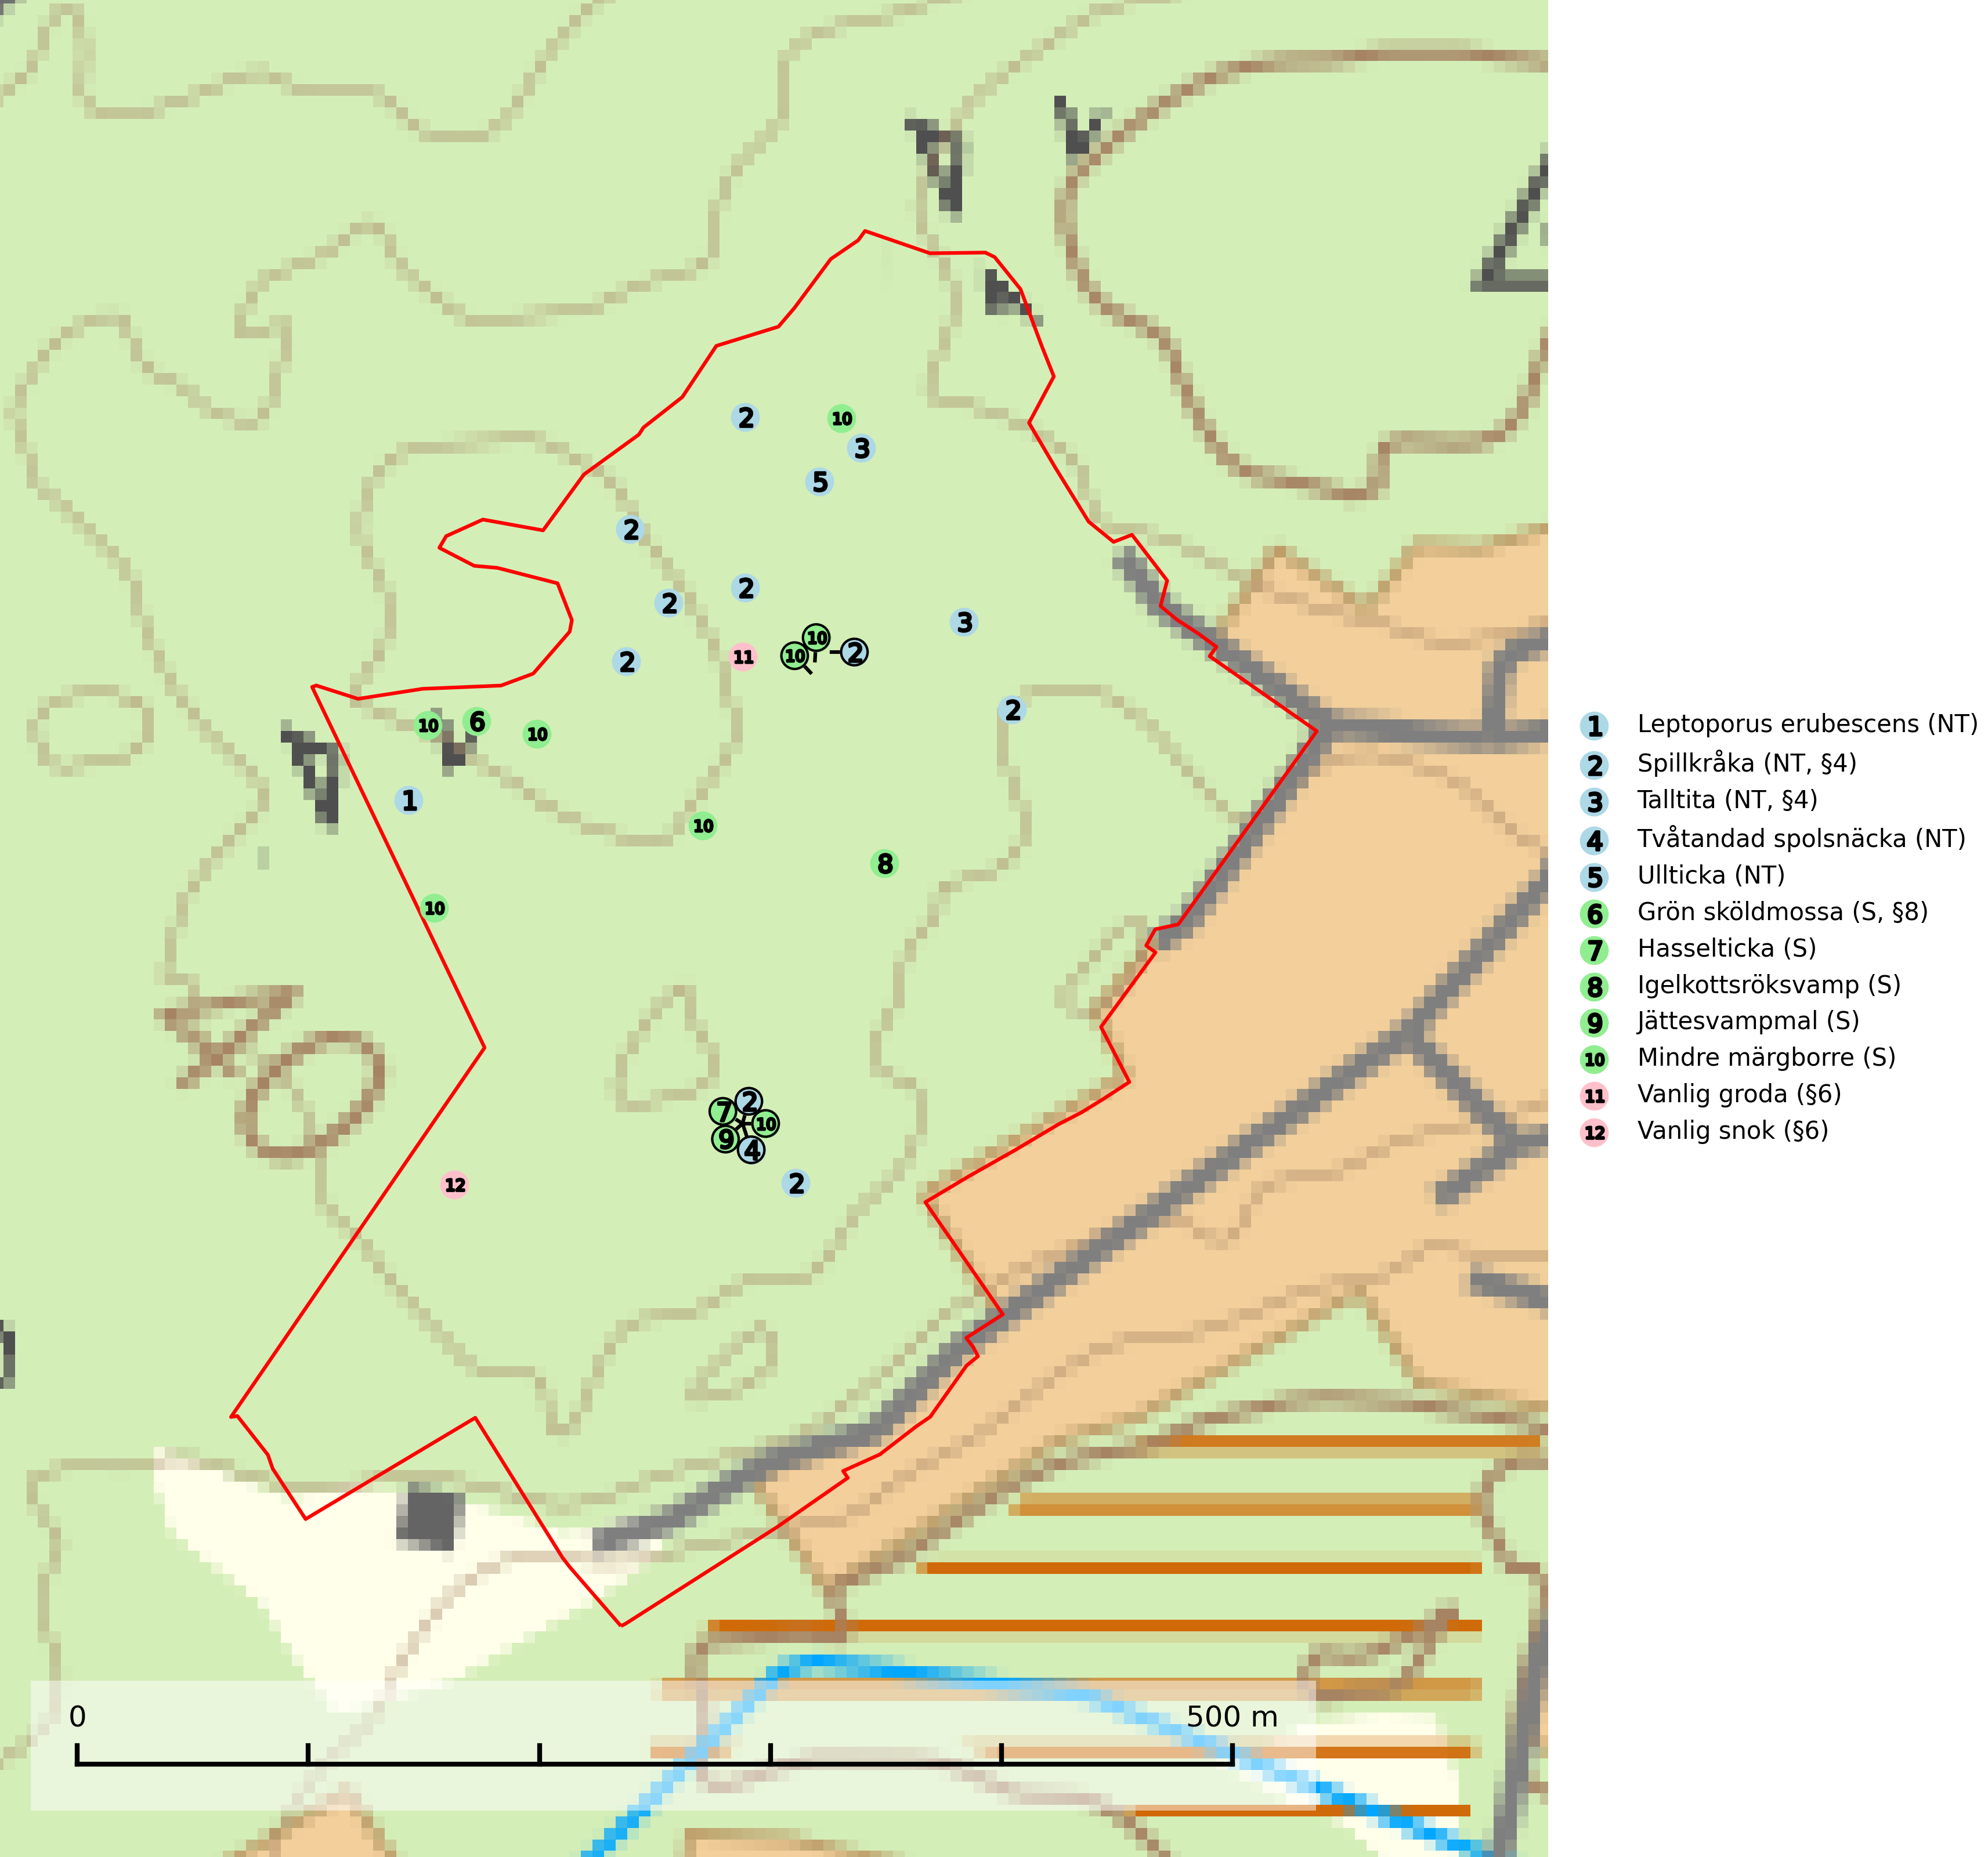 2
10
3
5
2
2
2
3
10
10
2
11
2
2
10
6
10
1
10
8
10
40
7
2
10
9
4
2
12
0
500 m
1 Leptoporus erubescens (NT)
2 Spillkråka (NT, §4)
3 Talltita (NT, §4)
4 Tvåtandad spolsnäcka (NT)
5 Ullticka (NT)
6 Grön sköldmossa (S, §8)
7 Hasselticka (S)
8 Igelkottsröksvamp (S)
9 Jättesvampmal (S)
10 Mindre märgborre (S)
11 Vanlig groda (§6)
12 Vanlig snok (§6)